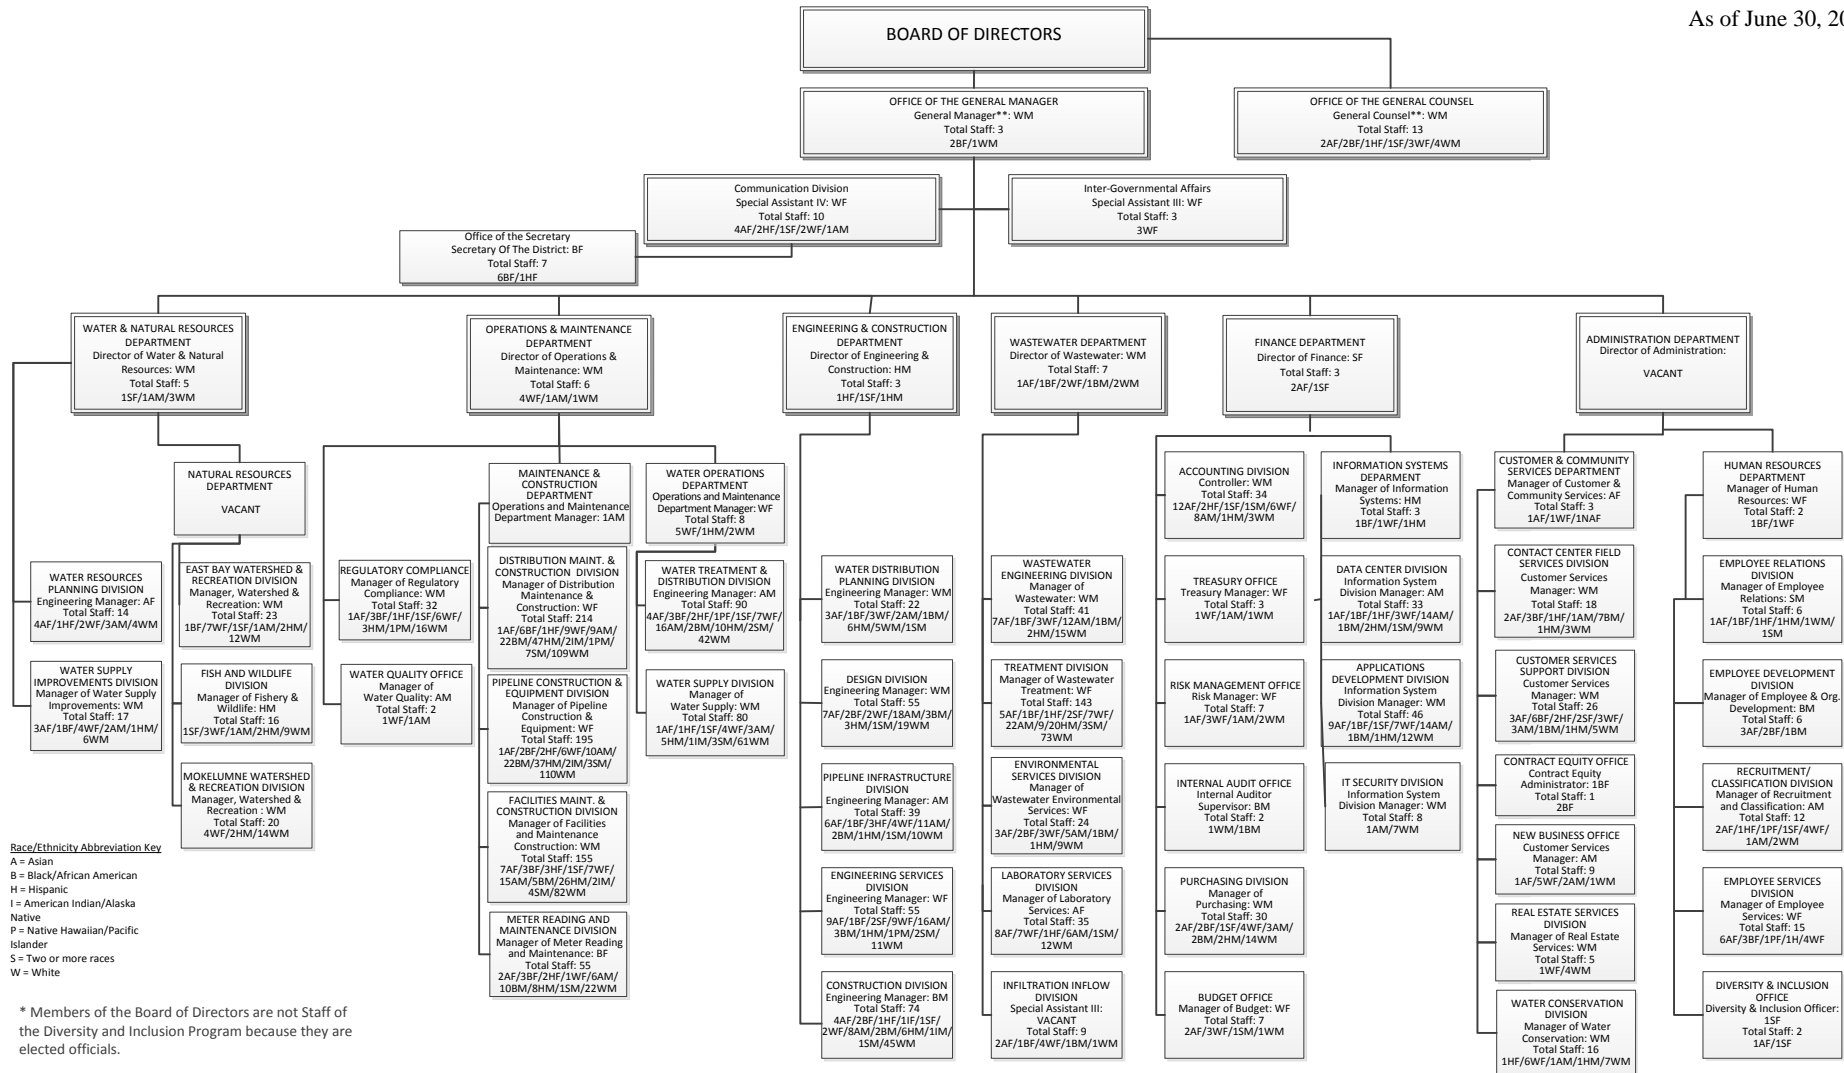 As of June 30, 20
BOARD OF DIRECTORS
OFFICE OF THE GENERAL MANAGER
General Manager**: WM
Total Staff: 3
2BF/1WM
OFFICE OF THE GENERAL COUNSEL
General Counsel**: WM
Total Staff: 13
2AF/2BF/1HF/1SF/3WF/4WM
Communication Division
Special Assistant IV: WF
Total Staff: 10
4AF/2HF/1SF/2WF/1AM
Inter-Governmental Affairs
Special Assistant III: WF
Total Staff: 3
3WF
Office of the Secretary
Secretary Of The District: BF
Total Staff: 7
6BF/1HF
WATER & NATURAL RESOURCES
DEPARTMENT
Director of Water & Natural
Resources: WM
Total Staff: 5
1SF/1AM/3WM
OPERATIONS & MAINTENANCE
DEPARTMENT
Director of Operations &
Maintenance: WM
Total Staff: 6
4WF/1AM/1WM
ENGINEERING & CONSTRUCTION
DEPARTMENT
Director of Engineering &
Construction: HM
Total Staff: 3
1HF/1SF/1HM
WASTEWATER DEPARTMENT
Director of Wastewater: WM
Total Staff: 7
1AF/1BF/2WF/1BM/2WM
FINANCE DEPARTMENT
Director of Finance: SF
Total Staff: 3
2AF/1SF
ADMINISTRATION DEPARTMENT
Director of Administration:
VACANT
NATURAL RESOURCES
DEPARTMENT
VACANT
WATER RESOURCES
PLANNING DIVISION
Engineering Manager: AF
Total Staff: 14
4AF/1HF/2WF/3AM/4WM
WATER SUPPLY
IMPROVEMENTS DIVISION
Manager of Water Supply
Improvements: WM
Total Staff: 17
3AF/1BF/4WF/2AM/1HM/
6WM
EAST BAY WATERSHED &
RECREATION DIVISION
Manager, Watershed &
Recreation: WM
Total Staff: 23
1BF/7WF/1SF/1AM/2HM/
12WM
FISH AND WILDLIFE
DIVISION
Manager of Fishery &
Wildlife: HM
Total Staff: 16
1SF/3WF/1AM/2HM/9WM
MOKELUMNE WATERSHED
& RECREATION DIVISION
Manager, Watershed &
Recreation : WM
Total Staff: 20
4WF/2HM/14WM
REGULATORY COMPLIANCE
Manager of Regulatory
Compliance: WM
Total Staff: 32
1AF/3BF/1HF/1SF/6WF/
3HM/1PM/16WM
WATER QUALITY OFFICE
Manager of
Water Quality: AM
Total Staff: 2
1WF/1AM
MAINTENANCE &
CONSTRUCTION
DEPARTMENT
Operations and Maintenance
Department Manager: 1AM
DISTRIBUTION MAINT. &
CONSTRUCTION DIVISION
Manager of Distribution
Maintenance &
Construction: WF
Total Staff: 214
1AF/6BF/1HF/9WF/9AM/
22BM/47HM/2IM/1PM/
7SM/109WM
PIPELINE CONSTRUCTION &
EQUIPMENT DIVISION
Manager of Pipeline
Construction &
Equipment: WF
Total Staff: 195
1AF/2BF/2HF/6WF/10AM/
22BM/37HM/2IM/3SM/
110WM
FACILITIES MAINT. &
CONSTRUCTION DIVISION
Manager of Facilities
and Maintenance
Construction: WM
Total Staff: 155
7AF/3BF/3HF/1SF/7WF/
15AM/5BM/26HM/2IM/
4SM/82WM
METER READING AND
MAINTENANCE DIVISION
Manager of Meter Reading
and Maintenance: BF
Total Staff: 55
2AF/3BF/2HF/1WF/6AM/
10BM/8HM/1SM/22WM
WATER OPERATIONS
DEPARTMENT
Operations and Maintenance
Department Manager: WF
Total Staff: 8
5WF/1HM/2WM
WATER TREATMENT &
DISTRIBUTION DIVISION
Engineering Manager: AM
Total Staff: 90
4AF/3BF/2HF/1PF/1SF/7WF/
16AM/2BM/10HM/2SM/
42WM
WATER SUPPLY DIVISION
Manager of
Water Supply: WM
Total Staff: 80
1AF/1HF/1SF/4WF/3AM/
5HM/1IM/3SM/61WM
WATER DISTRIBUTION
PLANNING DIVISION
Engineering Manager: WM
Total Staff: 22
3AF/1BF/3WF/2AM/1BM/
6HM/5WM/1SM
DESIGN DIVISION
Engineering Manager: WM
Total Staff: 55
7AF/2BF/2WF/18AM/3BM/
3HM/1SM/19WM
PIPELINE INFRASTRUCTURE
DIVISION
Engineering Manager: AM
Total Staff: 39
6AF/1BF/3HF/4WF/11AM/
2BM/1HM/1SM/10WM
ENGINEERING SERVICES
DIVISION
Engineering Manager: WF
Total Staff: 55
9AF/1BF/2SF/9WF/16AM/
3BM/1HM/1PM/2SM/
11WM
CONSTRUCTION DIVISION
Engineering Manager: BM
Total Staff: 74
4AF/2BF/1HF/1IF/1SF/
2WF/8AM/2BM/6HM/1IM/
1SM/45WM
WASTEWATER
ENGINEERING DIVISION
Manager of
Wastewater: WM
Total Staff: 41
7AF/1BF/3WF/12AM/1BM/
2HM/15WM
TREATMENT DIVISION
Manager of Wastewater
Treatment: WF
Total Staff: 143
5AF/1BF/1HF/2SF/7WF/
22AM/9/20HM/3SM/
73WM
ENVIRONMENTAL
SERVICES DIVISION
Manager of
Wastewater Environmental
Services: WF
Total Staff: 24
3AF/2BF/3WF/5AM/1BM/
1HM/9WM
LABORATORY SERVICES
DIVISION
Manager of Laboratory
Services: AF
Total Staff: 35
8AF/7WF/1HF/6AM/1SM/
12WM
INFILTRATION INFLOW
DIVISION
Special Assistant III:
VACANT
Total Staff: 9
2AF/1BF/4WF/1BM/1WM
ACCOUNTING DIVISION
Controller: WM
Total Staff: 34
12AF/2HF/1SF/1SM/6WF/
8AM/1HM/3WM
TREASURY OFFICE
Treasury Manager: WF
Total Staff: 3
1WF/1AM/1WM
RISK MANAGEMENT OFFICE
Risk Manager: WF
Total Staff: 7
1AF/3WF/1AM/2WM
INTERNAL AUDIT OFFICE
Internal Auditor
Supervisor: BM
Total Staff: 2
1WM/1BM
PURCHASING DIVISION
Manager of
Purchasing: WM
Total Staff: 30
2AF/2BF/1SF/4WF/3AM/
2BM/2HM/14WM
BUDGET OFFICE
Manager of Budget: WF
Total Staff: 7
2AF/3WF/1SM/1WM
INFORMATION SYSTEMS
DEPARMENT
Manager of Information
Systems: HM
Total Staff: 3
1BF/1WF/1HM
DATA CENTER DIVISION
Information System
Division Manager: AM
Total Staff: 33
1AF/1BF/1HF/3WF/14AM/
1BM/2HM/1SM/9WM
APPLICATIONS
DEVELOPMENT DIVISION
Information System
Division Manager: WM
Total Staff: 46
9AF/1BF/1SF/7WF/14AM/
1BM/1HM/12WM
IT SECURITY DIVISION
Information System
Division Manager: WM
Total Staff: 8
1AM/7WM
CUSTOMER & COMMUNITY
SERVICES DEPARTMENT
Manager of Customer &
Community Services: AF
Total Staff: 3
1AF/1WF/1NAF
CONTACT CENTER FIELD
SERVICES DIVISION
Customer Services
Manager: WM
Total Staff: 18
2AF/3BF/1HF/1AM/7BM/
1HM/3WM
CUSTOMER SERVICES
SUPPORT DIVISION
Customer Services
Manager: WM
Total Staff: 26
3AF/6BF/2HF/2SF/3WF/
3AM/1BM/1HM/5WM
CONTRACT EQUITY OFFICE
Contract Equity
Administrator: 1BF
Total Staff: 1
2BF
NEW BUSINESS OFFICE
Customer Services
Manager: AM
Total Staff: 9
1AF/5WF/2AM/1WM
REAL ESTATE SERVICES
DIVISION
Manager of Real Estate
Services: WM
Total Staff: 5
1WF/4WM
WATER CONSERVATION
DIVISION
Manager of Water
Conservation: WM
Total Staff: 16
1HF/6WF/1AM/1HM/7WM
HUMAN RESOURCES
DEPARTMENT
Manager of Human
Resources: WF
Total Staff: 2
1BF/1WF
EMPLOYEE RELATIONS
DIVISION
Manager of Employee
Relations: SM
Total Staff: 6
1AF/1BF/1HF/1HM/1WM/
1SM
EMPLOYEE DEVELOPMENT
DIVISION
Manager of Employee & Org.
Development: BM
Total Staff: 6
3AF/2BF/1BM
RECRUITMENT/
CLASSIFICATION DIVISION
Manager of Recruitment
and Classification: AM
Total Staff: 12
2AF/1HF/1PF/1SF/4WF/
1AM/2WM
EMPLOYEE SERVICES
DIVISION
Manager of Employee
Services: WF
Total Staff: 15
6AF/3BF/1PF/1H/4WF
DIVERSITY & INCLUSION
OFFICE
Diversity & Inclusion Officer:
1SF
Total Staff: 2
1AF/1SF
Race/Ethnicity Abbreviation Key
A = Asian
B = Black/African American
H = Hispanic
I = American Indian/Alaska
Native
P = Native Hawaiian/Pacific
Islander
S = Two or more races
W = White
* Members of the Board of Directors are not Staff of
the Diversity and Inclusion Program because they are
elected officials.